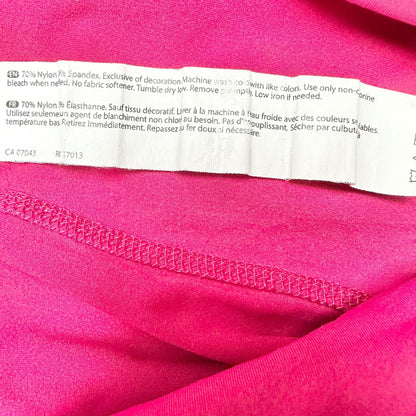 EN 70% Nylon % Spandex. Exclusive of decoration. Machine wash cold with like colors. Use only non-chlorine
bleach when needed. No fabric softener. Tumble dry low. Remove promptly. Low iron if needed.
FR 70% Nylon % Élasthanne. Sauf tissu décoratif. Laver à la machine à l'eau froide avec des couleurs semblables.
Utilisez seulement un agent de blanchiment non chloré au besoin. Pas d'assouplissant. Sécher par culbutage
température bas Retirez Immédiatement. Repassez au fer doux si nécessaire.
CA 07043 RN 17013